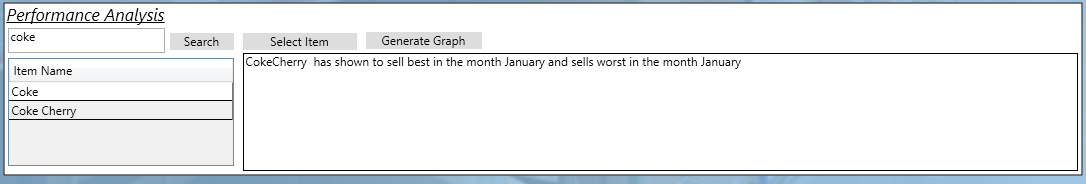 Performance Analysis
coke
Search
Select Item
Generate Graph
Item Name
Coke
Coke Cherry
CokeCherry  has shown to sell best in the month January and sells worst in the month January